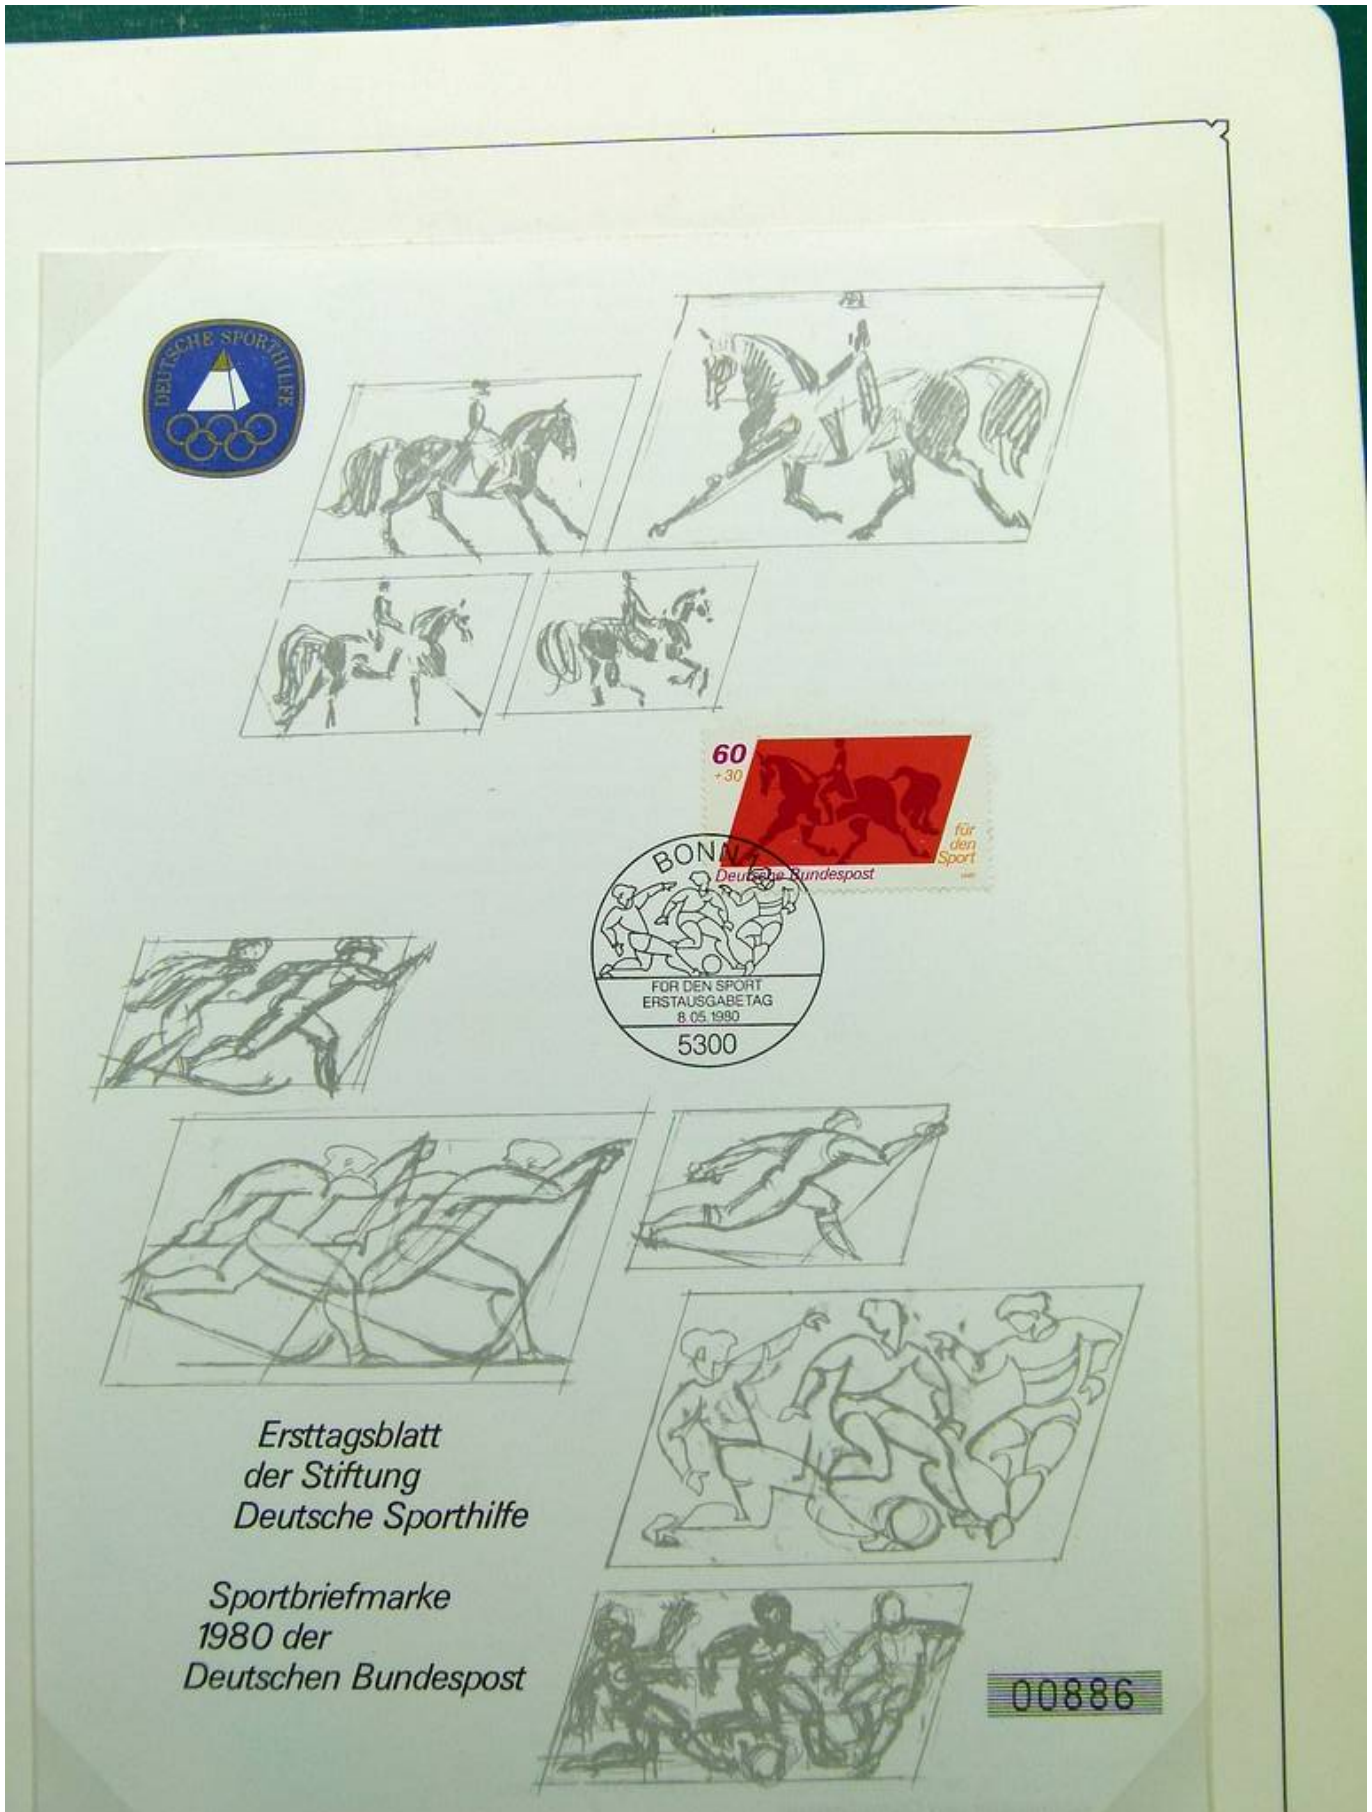 DEUTSCHE SPORTHILFE
60
+30
für
den
Sport
Deutsche Bundespost
BONN 1
FÜR DEN SPORT
ERSTAUSGABETAG
8.05.1980
5300
Ersttagsblatt
der Stiftung
Deutsche Sporthilfe
Sportbriefmarke
1980 der
Deutschen Bundespost
00886